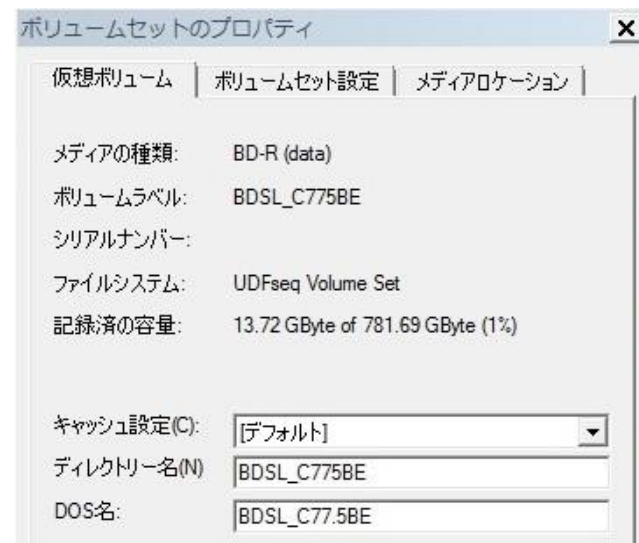 ボリュームセットのプロパティ
仮想ボリューム ボリュームセット設定 メディアロケーション
メディアの種類: BD-R (data)
ボリュームラベル: BDSL_C775BE
シリアルナンバー:
ファイルシステム: UDFseq Volume Set
記録済の容量: 13.72 GByte of 781.69 GByte (1%)
キャッシュ設定(C): [デフォルト]
ディレクトリー名(N) BDSL_C775BE
DOS名: BDSL_C77.5BE